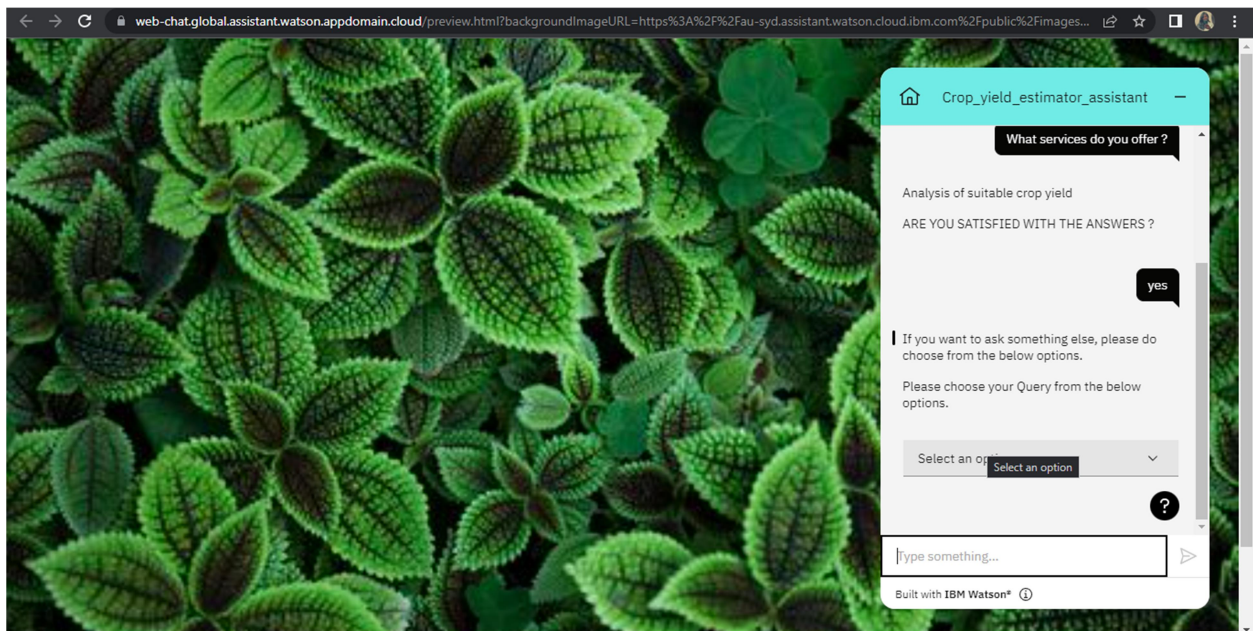 web-chat.global.assistant.watson.appdomain.cloud/preview.html?backgroundImageURL=https%3A%2F%2Fau-syd.assistant.watson.cloud.ibm.com%2Fpublic%2Fimages...
Crop_yield_estimator_assistant
What services do you offer ?
Analysis of suitable crop yield
ARE YOU SATISFIED WITH THE ANSWERS ?
yes
If you want to ask something else, please do
choose from the below options.
Please choose your Query from the below
options.
Select an
Select an option
?
Type something...
Built with IBM Watson®